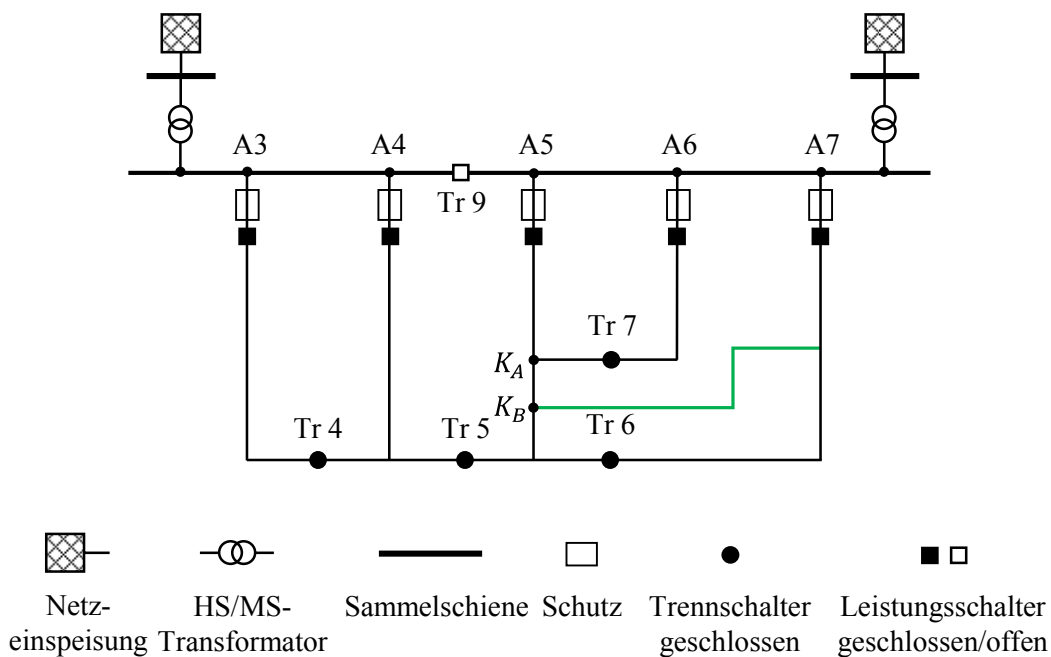 A3
A4
A5
A6
A7
Tr 9
Tr 7
K_A
K_B
Tr 4
Tr 5
Tr 6
Netz-
einspeisung
HS/MS-
Transformator
Sammelschiene
Schutz
Trennschalter
geschlossen
Leistungsschalter
geschlossen/offen